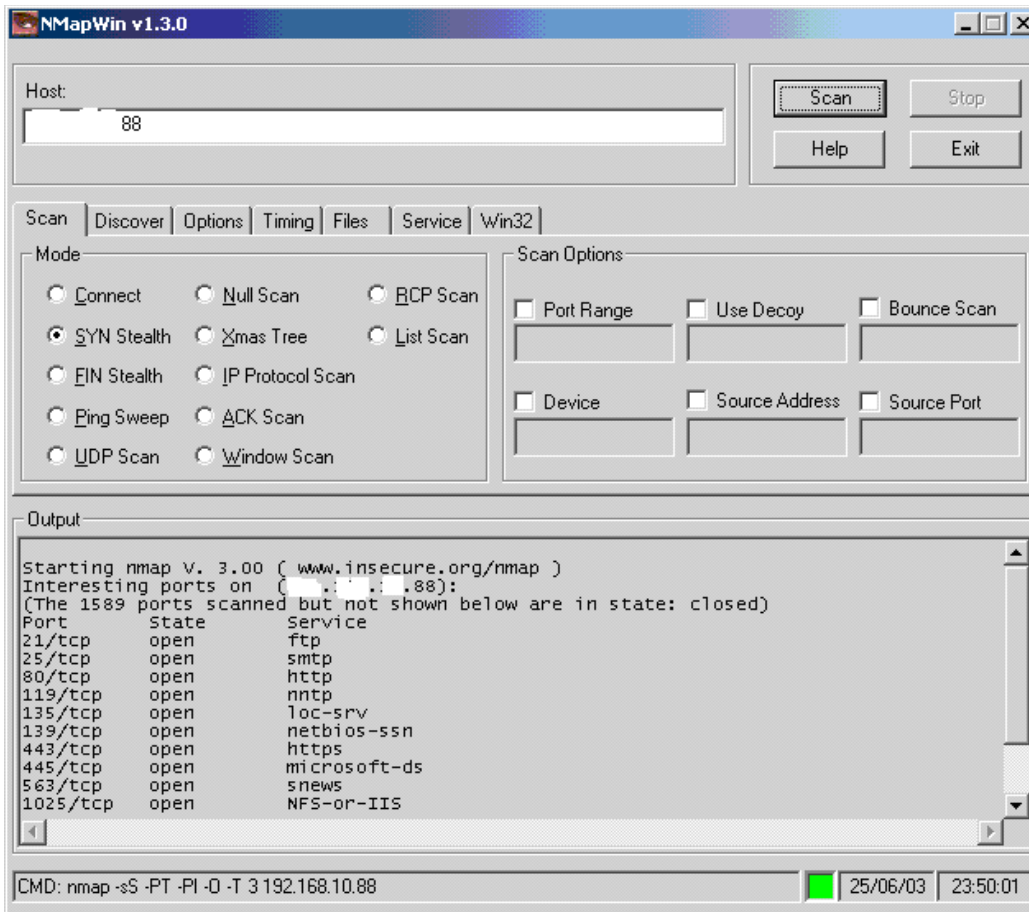 NMapWin v1.3.0
Host:
88
Scan Stop
Help Exit
Scan Discover Options Timing Files Service Win32
Mode
Connect Null Scan RCP Scan
SYN Stealth Xmas Tree List Scan
FIN Stealth IP Protocol Scan
Ping Sweep ACK Scan
UDP Scan Window Scan
Scan Options
Port Range Use Decoy Bounce Scan
Device Source Address Source Port
Output
Starting nmap V. 3.00 ( www.insecure.org/nmap )
Interesting ports on ( . . .88):
(The 1589 ports scanned but not shown below are in state: closed)
Port State Service
21/tcp open ftp
25/tcp open smtp
80/tcp open http
119/tcp open nntp
135/tcp open loc-srv
139/tcp open netbios-ssn
443/tcp open https
445/tcp open microsoft-ds
563/tcp open snews
1025/tcp open NFS-or-IIS
CMD: nmap -sS -PT -PI -O -T 3 192.168.10.88 25/06/03 23:50:01